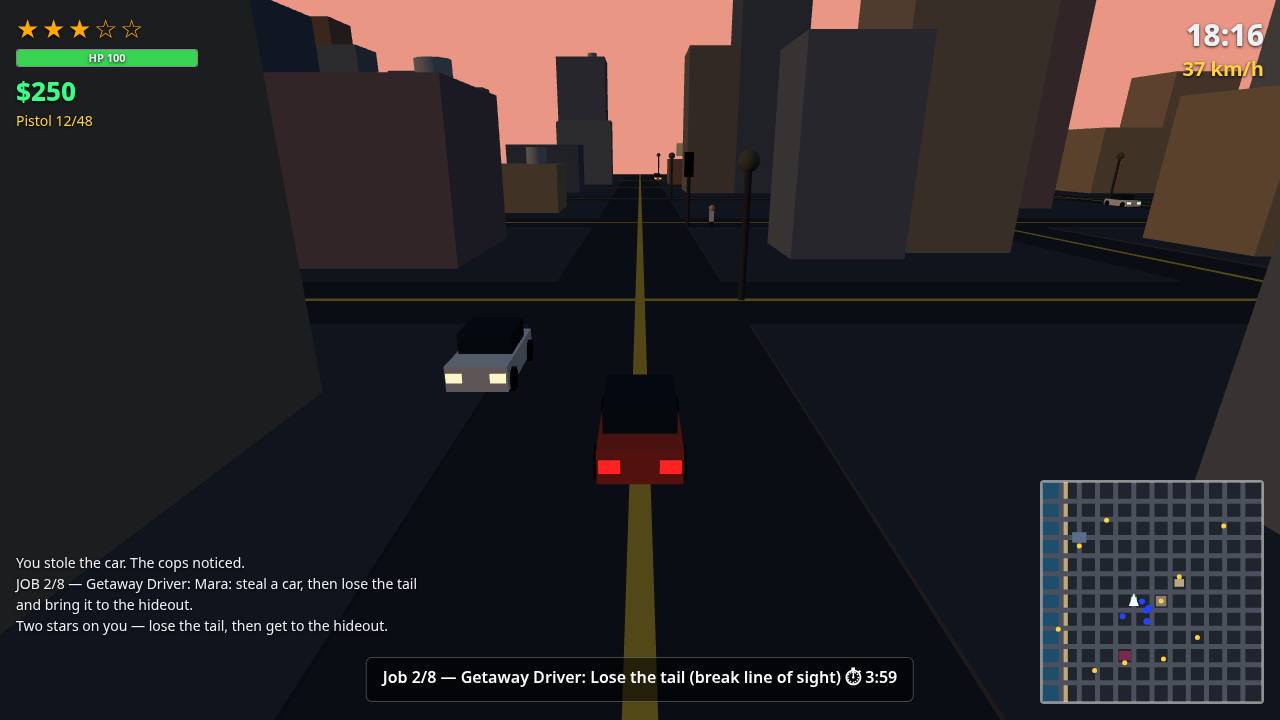 ★★★☆☆
HP 100
$250
Pistol 12/48
18:16
37 km/h
You stole the car. The cops noticed.
JOB 2/8 — Getaway Driver: Mara: steal a car, then lose the tail
and bring it to the hideout.
Two stars on you — lose the tail, then get to the hideout.
Job 2/8 — Getaway Driver: Lose the tail (break line of sight) ⏱ 3:59